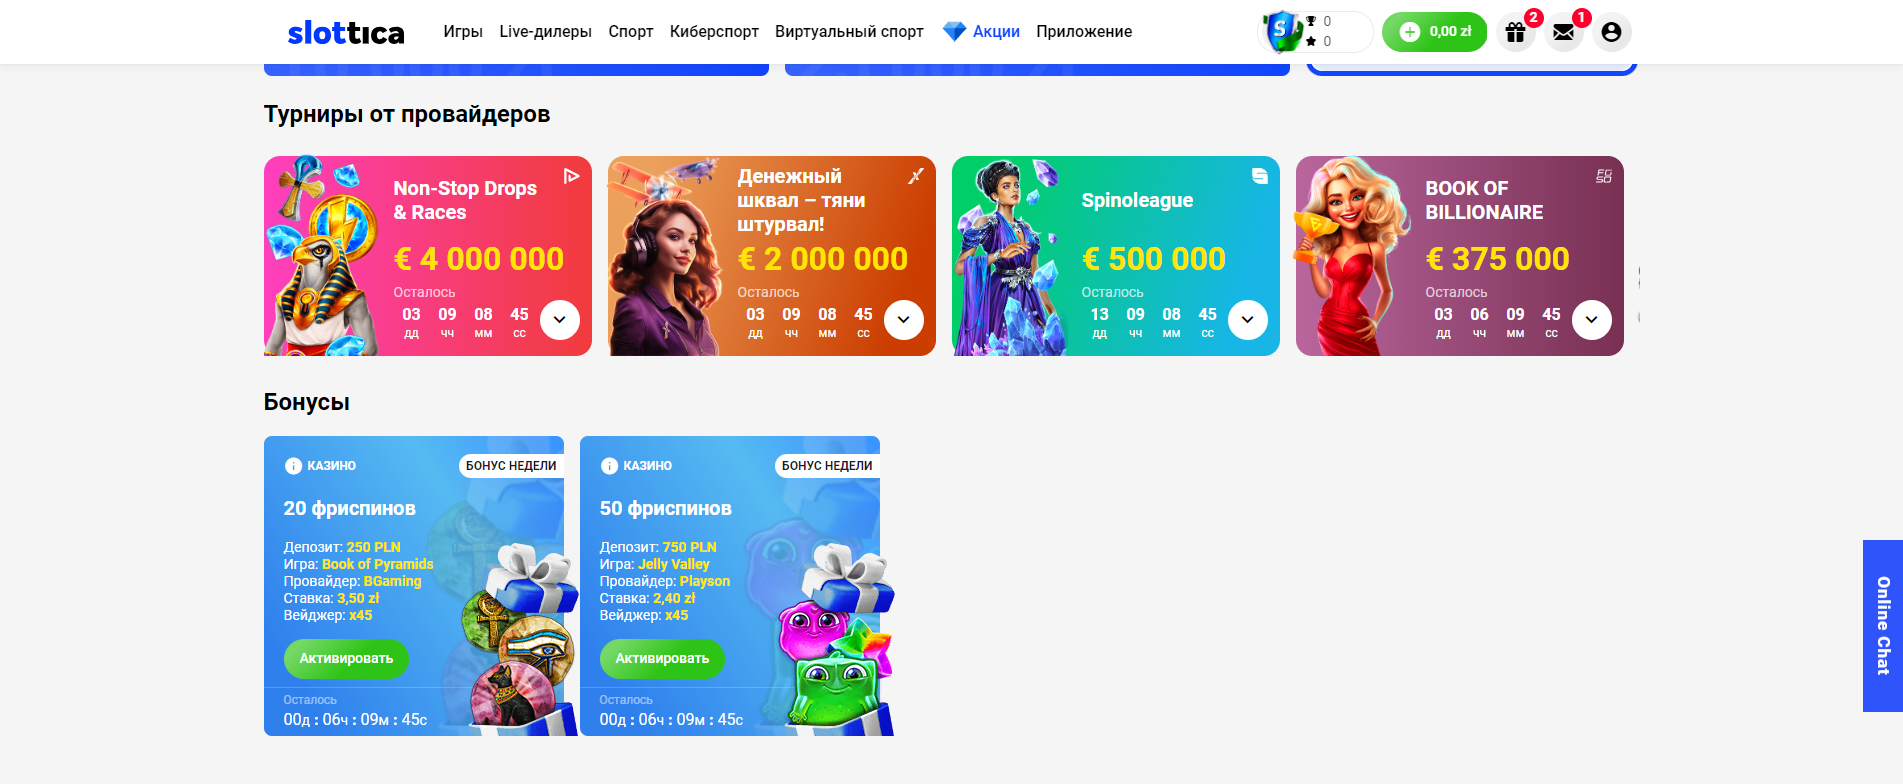 slottica
Игры Live-дилеры Спорт Киберспорт Виртуальный спорт Акции Приложение
0
0
0,00 zł
2
1
Турниры от провайдеров
Non-Stop Drops
& Races
€ 4 000 000
Осталось
03 09 08 45
дд чч мм сс
Денежный
шквал – тяни
штурвал!
€ 2 000 000
Осталось
03 09 08 45
дд чч мм сс
Spinoleague
€ 500 000
Осталось
13 09 08 45
дд чч мм сс
BOOK OF
BILLIONAIRE
€ 375 000
Осталось
03 06 09 45
дд чч мм сс
Бонусы
КАЗИНО
БОНУС НЕДЕЛИ
20 фриспинов
Депозит: 250 PLN
Игра: Book of Pyramids
Провайдер: BGaming
Ставка: 3,50 zł
Вейджер: x45
Активировать
Осталось
00д : 06ч : 09м : 45с
КАЗИНО
БОНУС НЕДЕЛИ
50 фриспинов
Депозит: 750 PLN
Игра: Jelly Valley
Провайдер: Playson
Ставка: 2,40 zł
Вейджер: x45
Активировать
Осталось
00д : 06ч : 09м : 45с
Online Chat